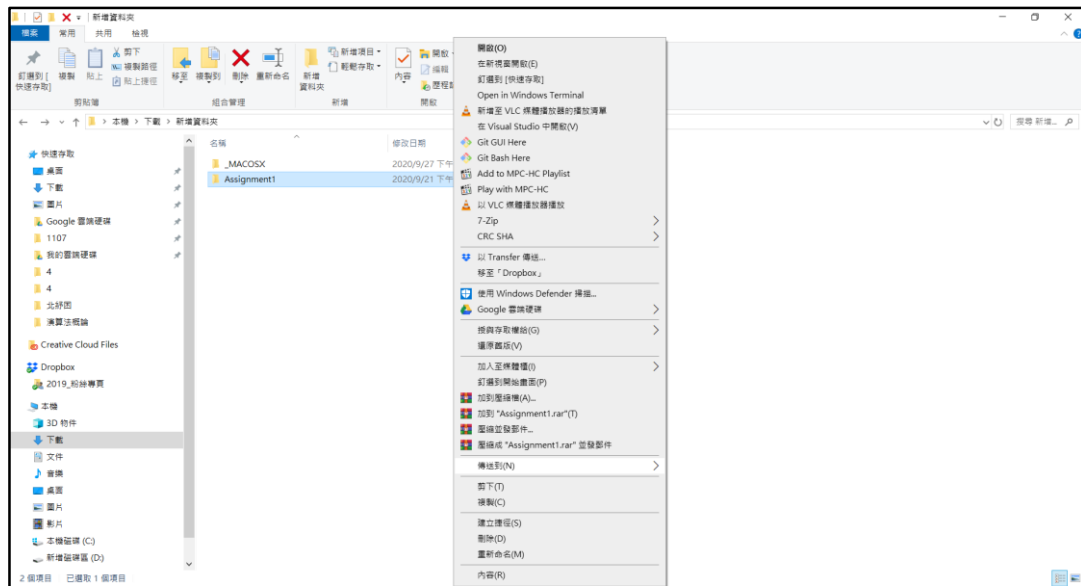 新增資料夾
檔案 常用 共用 檢視
釘選到 [快速存取]
複製
貼上
剪下
複製路徑
貼上捷徑
剪貼簿
移至
複製到
刪除
重新命名
組合管理
新增資料夾
新增項目
輕鬆存取
新增
內容
開啟
編輯
開啟
本機 > 下載 > 新增資料夾
搜尋 新增...
快速存取
桌面
下載
圖片
Google 雲端硬碟
1107
我的雲端硬碟
4
4
北紓困
演算法概論
Creative Cloud Files
Dropbox
2019_粉絲專頁
本機
3D 物件
下載
文件
音樂
桌面
圖片
影片
本機磁碟 (C:)
新增磁碟區 (D:)
名稱 修改日期
_MACOSX 2020/9/27 下午
Assignment1 2020/9/21 下午
開啟(O)
在新視窗開啟(E)
釘選到 [快速存取]
Open in Windows Terminal
新增至 VLC 媒體播放器的播放清單
在 Visual Studio 中開啟(V)
Git GUI Here
Git Bash Here
Add to MPC-HC Playlist
Play with MPC-HC
以 VLC 媒體播放器播放
7-Zip
CRC SHA
以 Transfer 傳送...
移至「Dropbox」
使用 Windows Defender 掃描...
Google 雲端硬碟
授與存取權給(G)
還原舊版(V)
加入至媒體櫃(I)
釘選到開始畫面(P)
加到壓縮檔(A)...
加到 "Assignment1.rar"(T)
壓縮並發郵件...
壓縮成 "Assignment1.rar" 並發郵件
傳送到(N)
剪下(T)
複製(C)
建立捷徑(S)
刪除(D)
重新命名(M)
內容(R)
2 個項目 已選取 1 個項目